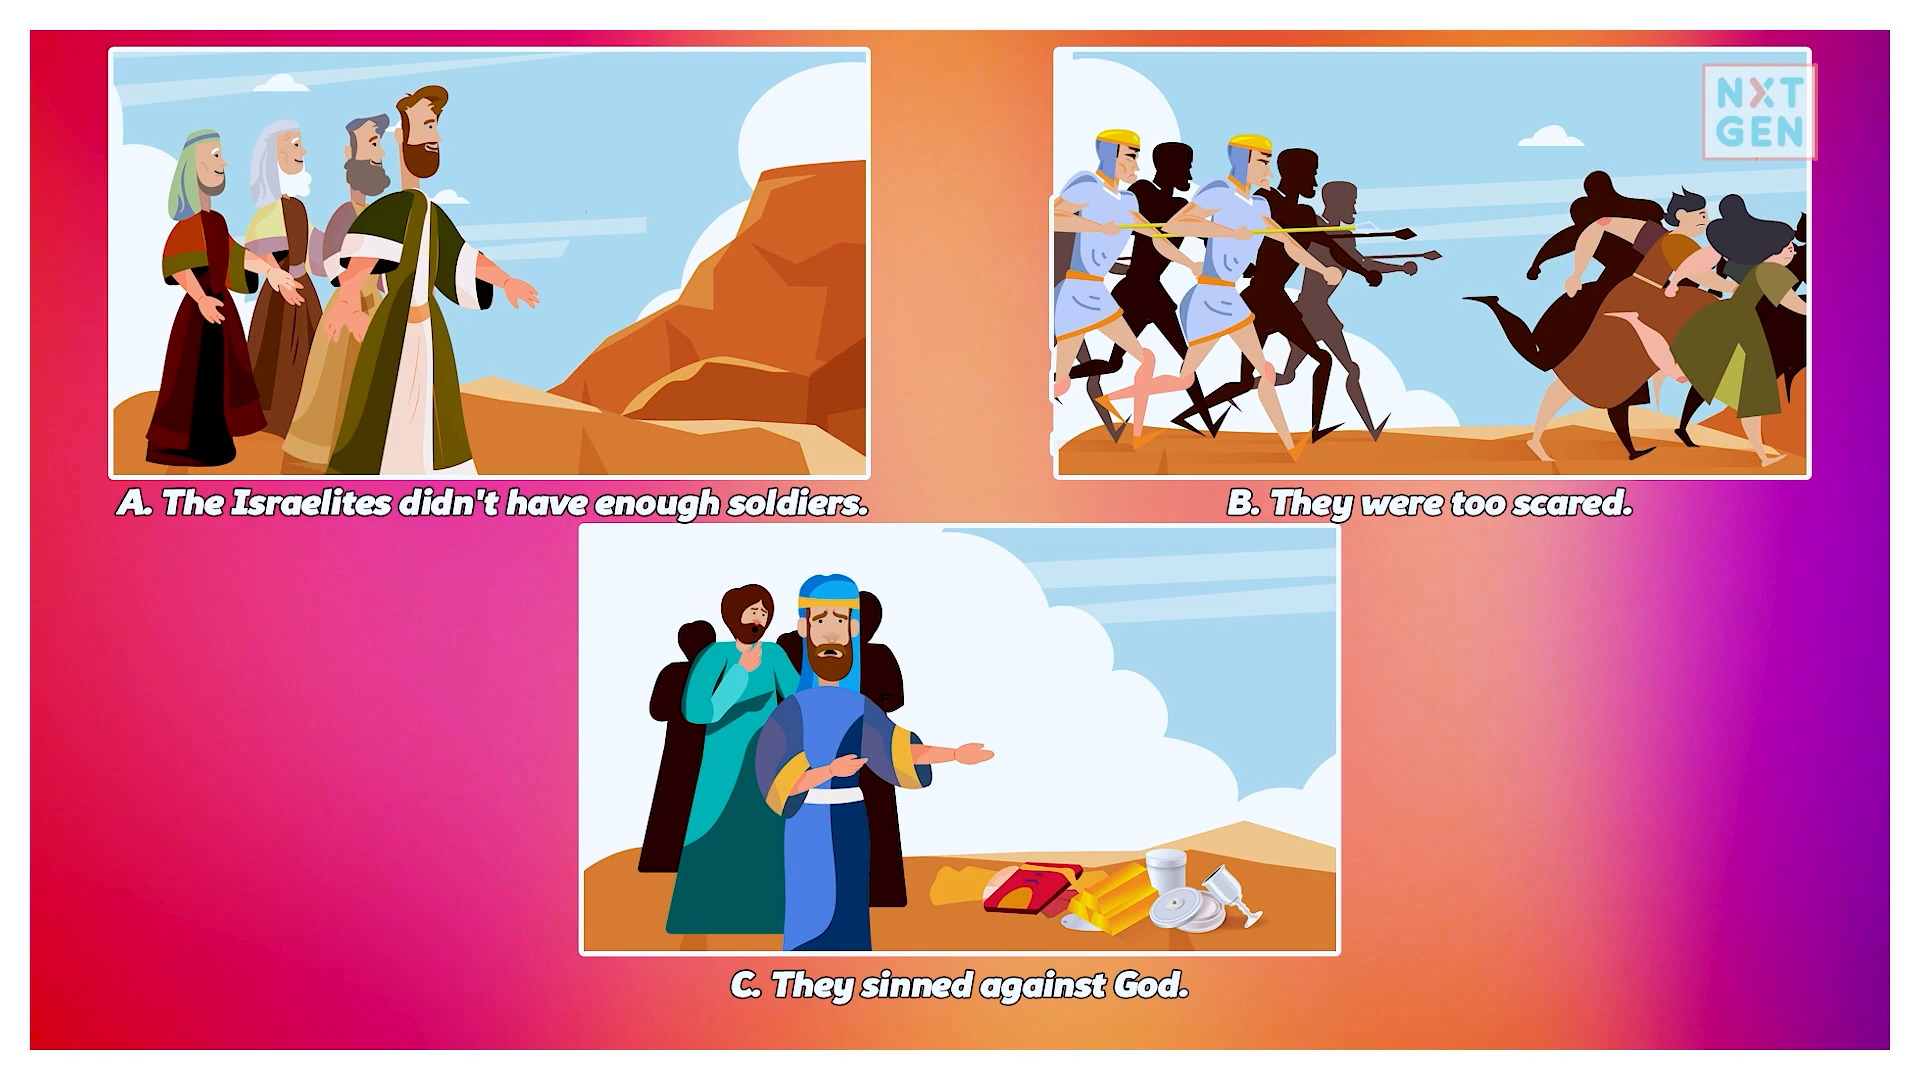 NXT
GEN
A. The Israelites didn't have enough soldiers.
B. They were too scared.
C. They sinned against God.